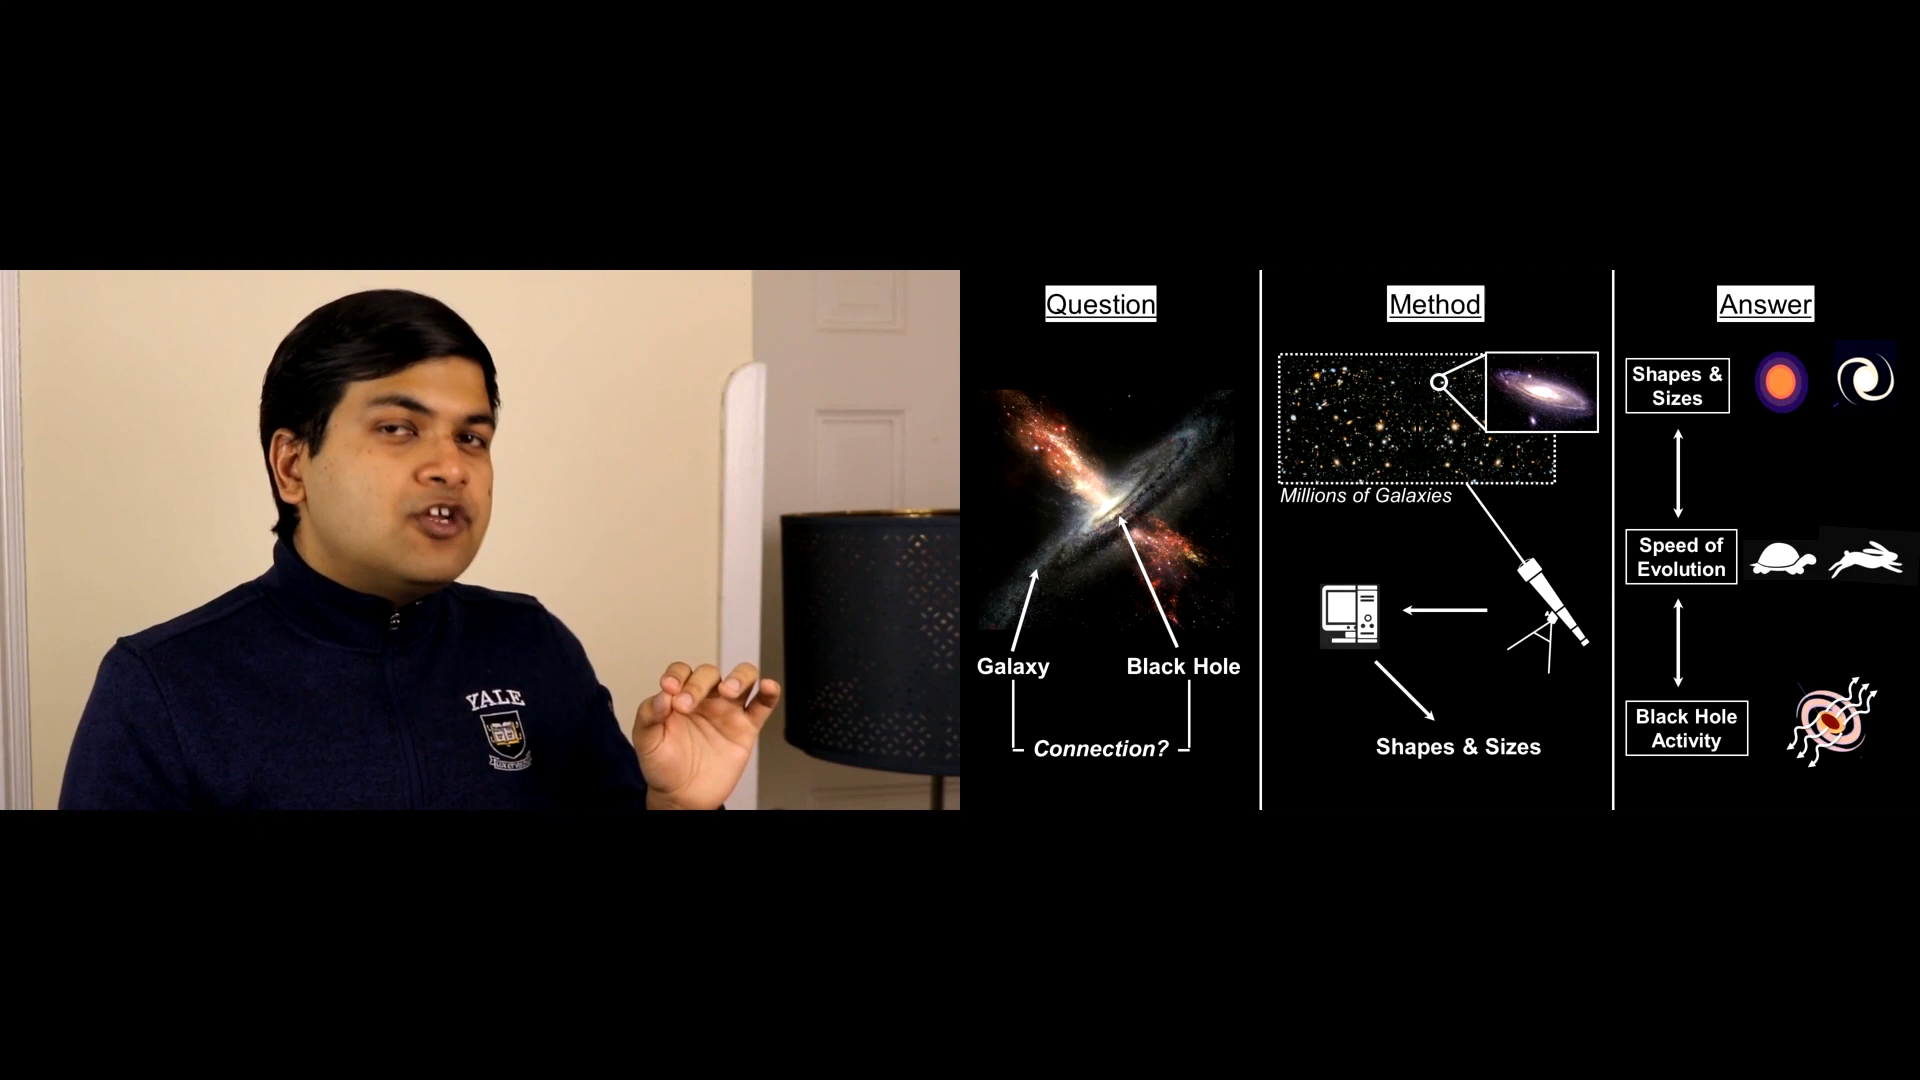 YALE
Question
Galaxy
Black Hole
Connection?
Method
Millions of Galaxies
Shapes & Sizes
Answer
Shapes &
Sizes
Speed of
Evolution
Black Hole
Activity